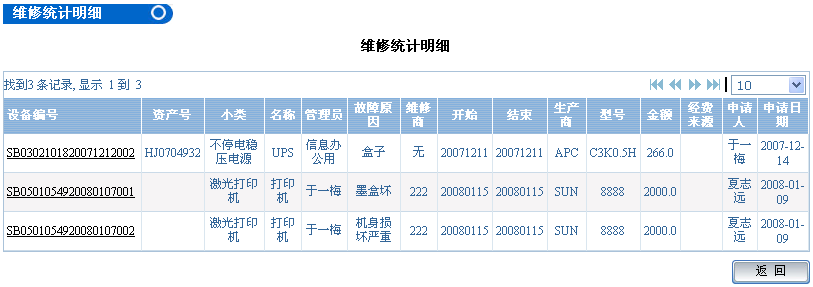 维修统计明细
维修统计明细
找到3 条记录, 显示 1 到 3
10
设备编号 资产号 小类 名称 管理员 故障原因 维修商 开始 结束 生产商 型号 金额 经费来源 申请人 申请日期
SB0302101820071212002 HJ0704932 不停电稳压电源 UPS 信息办公用 盒子 无 20071211 20071211 APC C3K0.5H 266.0 于一梅 2007-12-14
SB0501054920080107001 激光打印机 打印机 于一梅 墨盒坏 222 20080115 20080115 SUN 8888 2000.0 夏志远 2008-01-09
SB0501054920080107002 激光打印机 打印机 于一梅 机身损坏严重 222 20080115 20080115 SUN 8888 2000.0 夏志远 2008-01-09
返 回